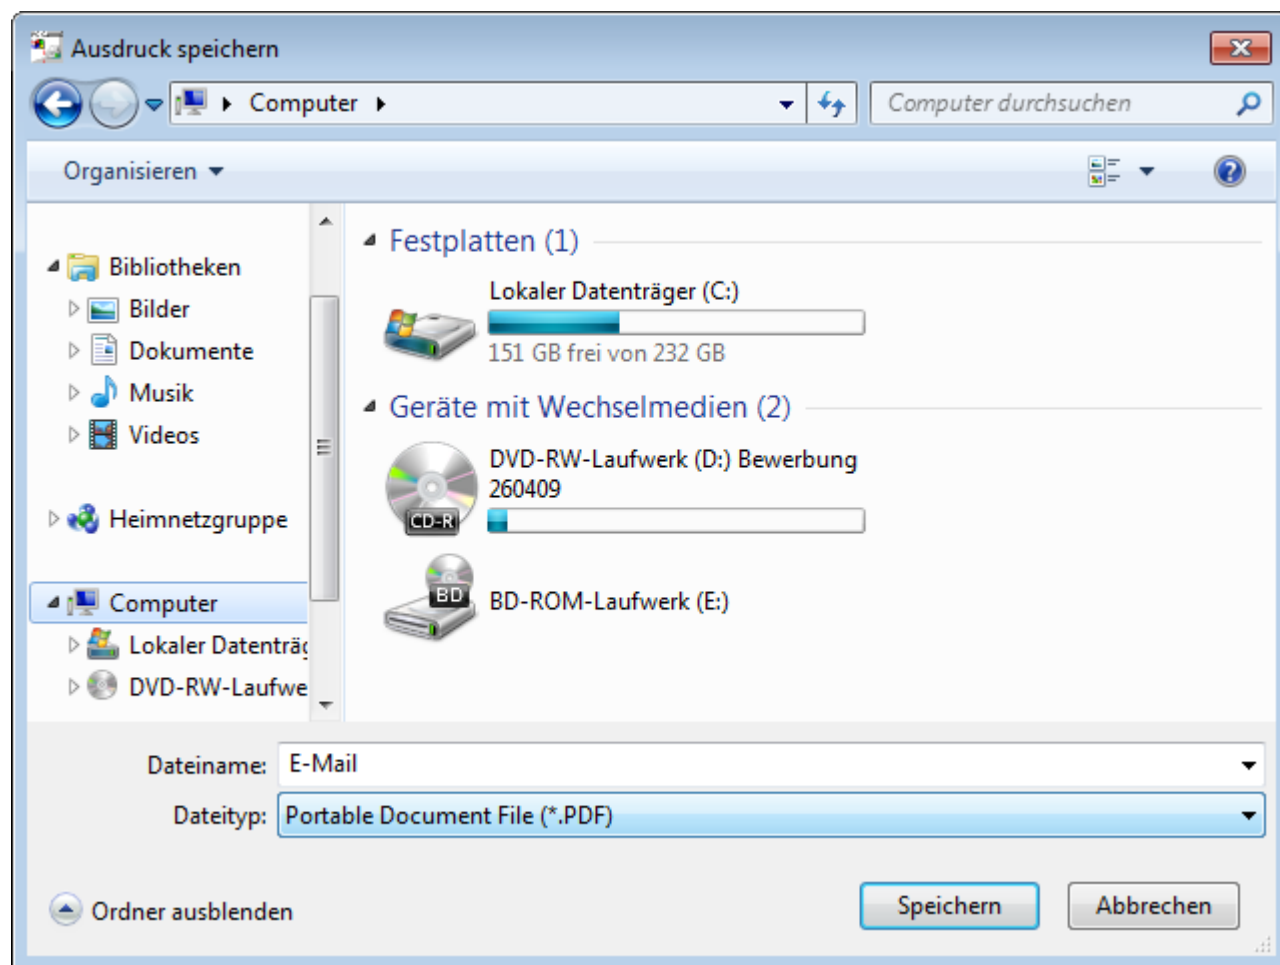 Ausdruck speichern
Computer
Computer durchsuchen
Organisieren
Bibliotheken
Bilder
Dokumente
Musik
Videos
Heimnetzgruppe
Computer
Lokaler Datenträg
DVD-RW-Laufwe
Festplatten (1)
Lokaler Datenträger (C:)
151 GB frei von 232 GB
Geräte mit Wechselmedien (2)
DVD-RW-Laufwerk (D:) Bewerbung
260409
CD-R
BD
BD-ROM-Laufwerk (E:)
Dateiname: E-Mail
Dateityp: Portable Document File (*.PDF)
Ordner ausblenden
Speichern
Abbrechen